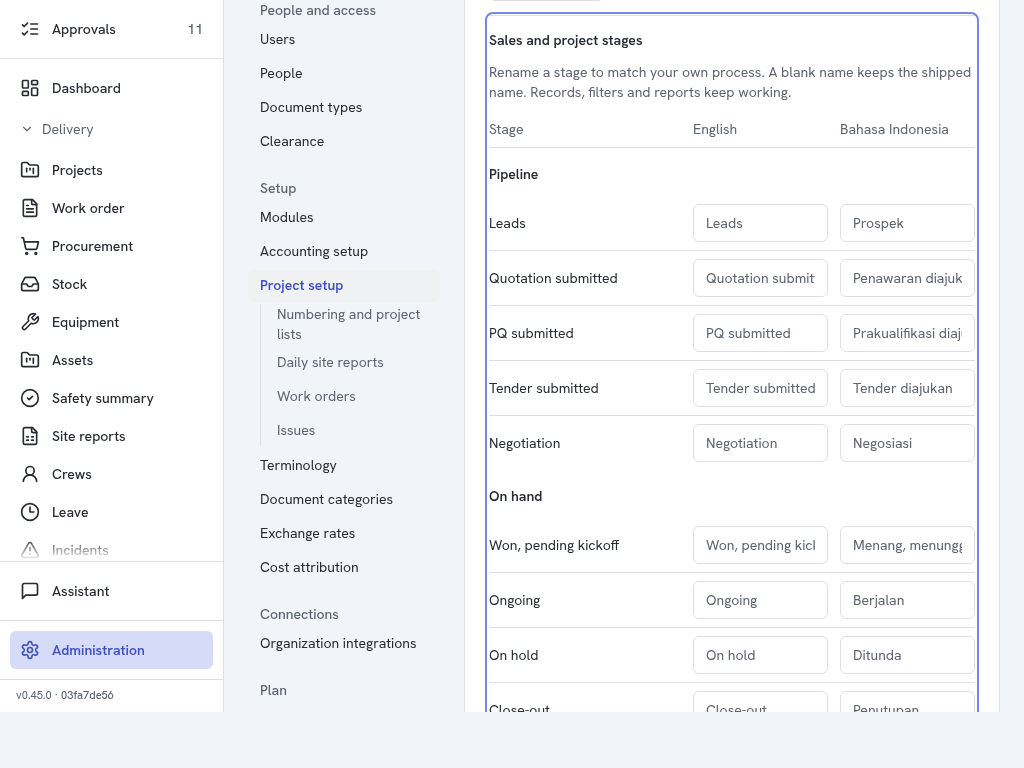 Approvals 11
Dashboard
Delivery
Projects
Work order
Procurement
Stock
Equipment
Assets
Safety summary
Site reports
Crews
Leave
Incidents
Assistant
Administration
v0.45.0 · 03fa7de56
People and access
Users
People
Document types
Clearance
Setup
Modules
Accounting setup
Project setup
Numbering and project
lists
Daily site reports
Work orders
Issues
Terminology
Document categories
Exchange rates
Cost attribution
Connections
Organization integrations
Plan
Sales and project stages
Rename a stage to match your own process. A blank name keeps the shipped
name. Records, filters and reports keep working.
Stage English Bahasa Indonesia
Pipeline
Leads Leads Prospek
Quotation submitted Quotation submit Penawaran diajuk
PQ submitted PQ submitted Prakualifikasi diaj
Tender submitted Tender submitted Tender diajukan
Negotiation Negotiation Negosiasi
On hand
Won, pending kickoff Won, pending kicl Menang, menungg
Ongoing Ongoing Berjalan
On hold On hold Ditunda
Close-out Close-out Penutupan